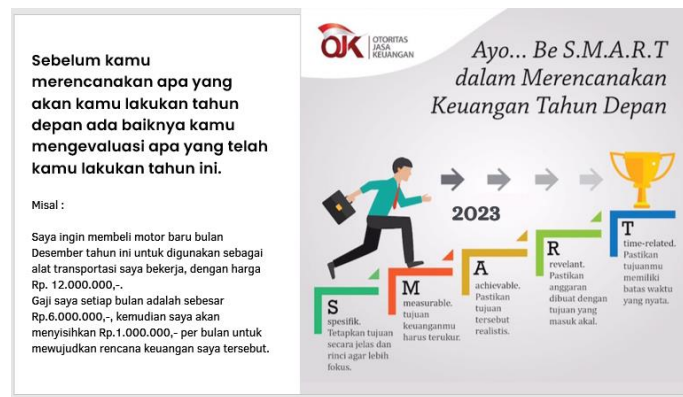 Sebelum kamu
merencanakan apa yang
akan kamu lakukan tahun
depan ada baiknya kamu
mengevaluasi apa yang telah
kamu lakukan tahun ini.
Misal :
Saya ingin membeli motor baru bulan
Desember tahun ini untuk digunakan sebagai
alat transportasi saya bekerja, dengan harga
Rp. 12.000.000,-.
Gaji saya setiap bulan adalah sebesar
Rp.6.000.000,-, kemudian saya akan
menyisihkan Rp.1.000.000,- per bulan untuk
mewujudkan rencana keuangan saya tersebut.
OJK
OTORITAS
JASA
KEUANGAN
Ayo... Be S.M.A.R.T
dalam Merencanakan
Keuangan Tahun Depan
2023
S
spesifik.
Tetapkan tujuan
secara jelas dan
rinci agar lebih
fokus.
M
measurable.
tujuan
keuanganmu
harus terukur.
A
achievable.
Pastikan
tujuan
tersebut
realistis.
R
revelant.
Pastikan
anggaran
dibuat dengan
tujuan yang
masuk akal.
T
time-related.
Pastikan
tujuanmu
memiliki
batas waktu
yang nyata.